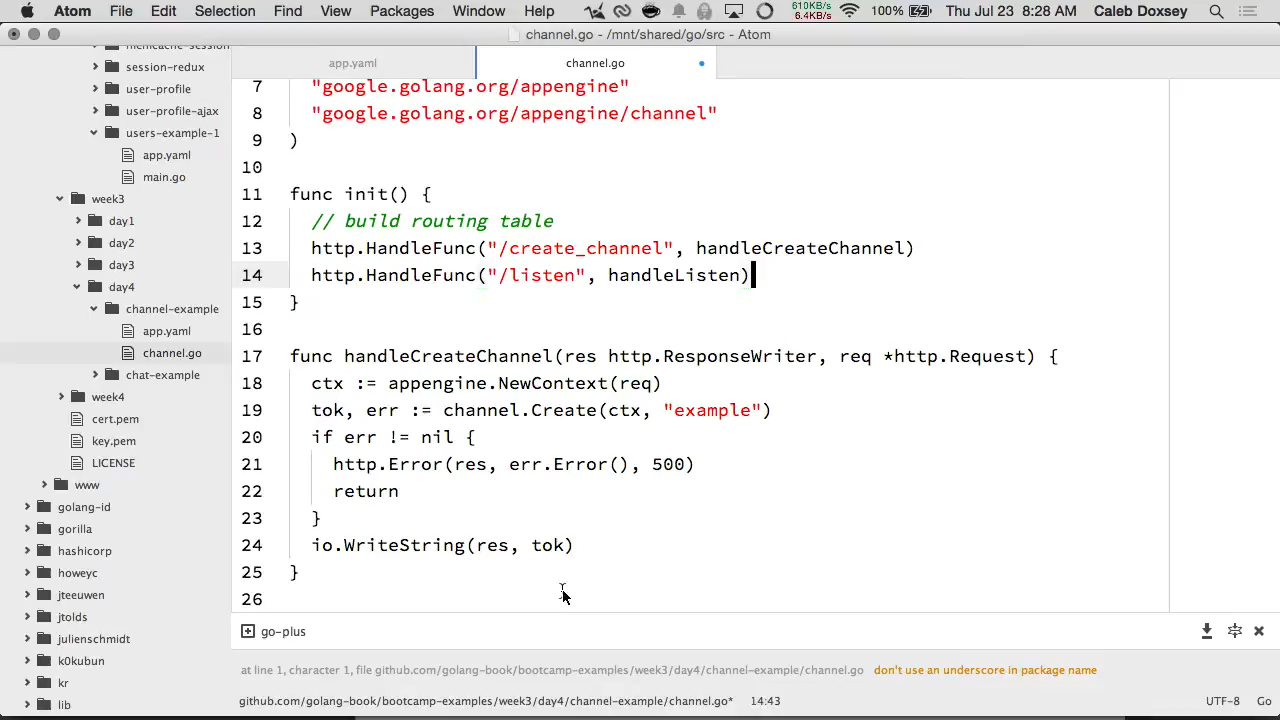 Atom File Edit Selection Find Packages Window Help 610KB/s 6.4KB/s 100% Thu Jul 23 8:28 AM Caleb Doxsey
channel.go - /mnt/shared/go/src - Atom
memcache-session
session-redux
user-profile
user-profile-ajax
users-example-1
app.yaml
main.go
week3
day1
day2
day3
day4
channel-example
app.yaml
channel.go
chat-example
week4
cert.pem
key.pem
LICENSE
www
golang-id
gorilla
hashicorp
howeyc
jteeuwen
jtolds
julienschmidt
k0kubun
kr
lib
app.yaml channel.go
7 "google.golang.org/appengine"
8 "google.golang.org/appengine/channel"
9 )
10
11 func init() {
12 // build routing table
13 http.HandleFunc("/create_channel", handleCreateChannel)
14 http.HandleFunc("/listen", handleListen)
15 }
16
17 func handleCreateChannel(res http.ResponseWriter, req *http.Request) {
18 ctx := appengine.NewContext(req)
19 tok, err := channel.Create(ctx, "example")
20 if err != nil {
21 http.Error(res, err.Error(), 500)
22 return
23 }
24 io.WriteString(res, tok)
25 }
26
go-plus
at line 1, character 1, file github.com/golang-book/bootcamp-examples/week3/day4/channel-example/channel.go don't use an underscore in package name
github.com/golang-book/bootcamp-examples/week3/day4/channel-example/channel.go* 14:43 UTF-8 Go